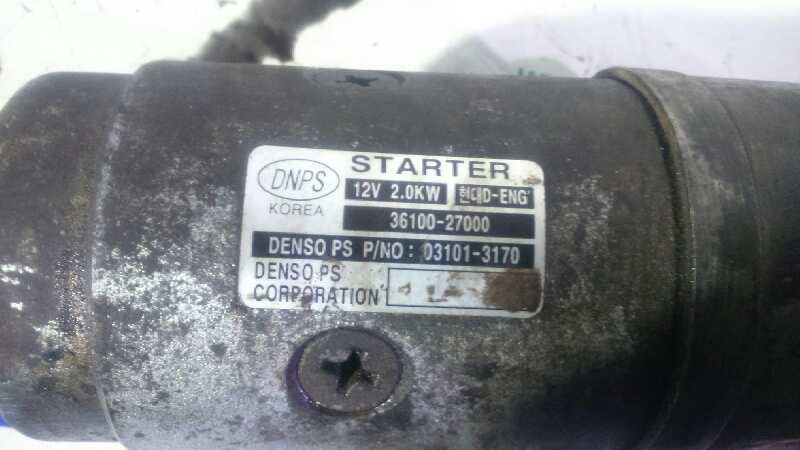 DNPS
KOREA
STARTER
12V 2.0KW 현대D-ENG'
36100-27000
DENSO PS P/NO: 03101-3170
DENSO PS
CORPORATION